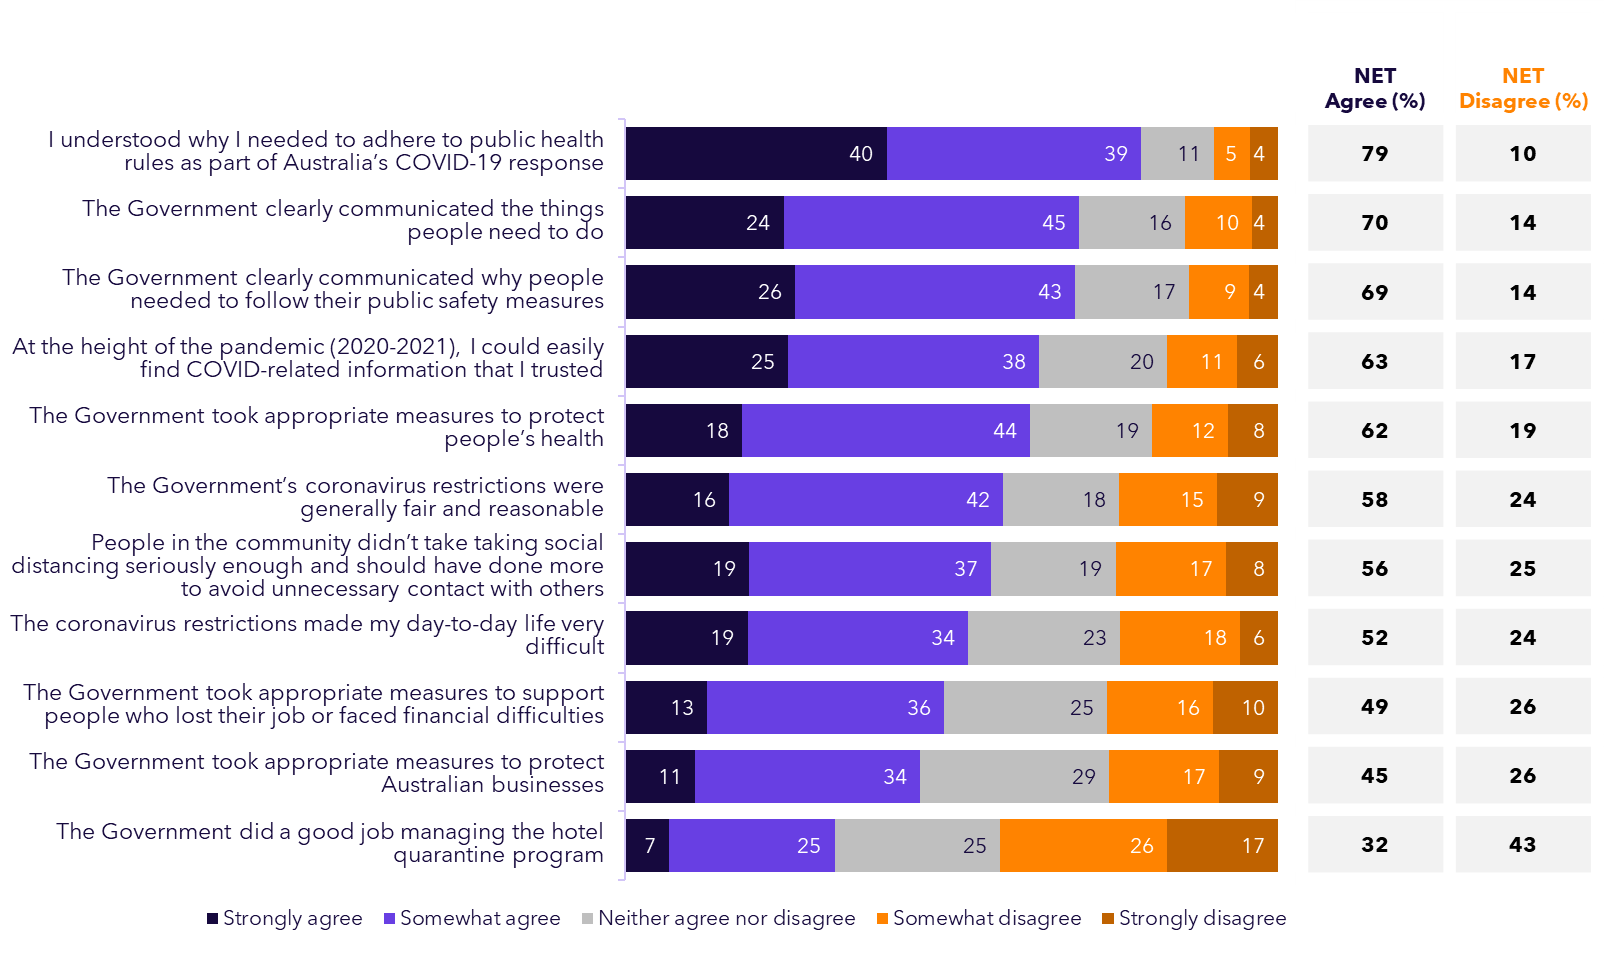 NET
Agree (%)
NET
Disagree (%)
I understood why I needed to adhere to public health
rules as part of Australia’s COVID-19 response
40 39 11 5 4 79 10
The Government clearly communicated the things
people need to do
24 45 16 10 4 70 14
The Government clearly communicated why people
needed to follow their public safety measures
26 43 17 9 4 69 14
At the height of the pandemic (2020-2021), I could easily
find COVID-related information that I trusted
25 38 20 11 6 63 17
The Government took appropriate measures to protect
people’s health
18 44 19 12 8 62 19
The Government’s coronavirus restrictions were
generally fair and reasonable
16 42 18 15 9 58 24
People in the community didn’t take taking social
distancing seriously enough and should have done more
to avoid unnecessary contact with others
19 37 19 17 8 56 25
The coronavirus restrictions made my day-to-day life very
difficult
19 34 23 18 6 52 24
The Government took appropriate measures to support
people who lost their job or faced financial difficulties
13 36 25 16 10 49 26
The Government took appropriate measures to protect
Australian businesses
11 34 29 17 9 45 26
The Government did a good job managing the hotel
quarantine program
7 25 25 26 17 32 43
Strongly agree Somewhat agree Neither agree nor disagree Somewhat disagree Strongly disagree